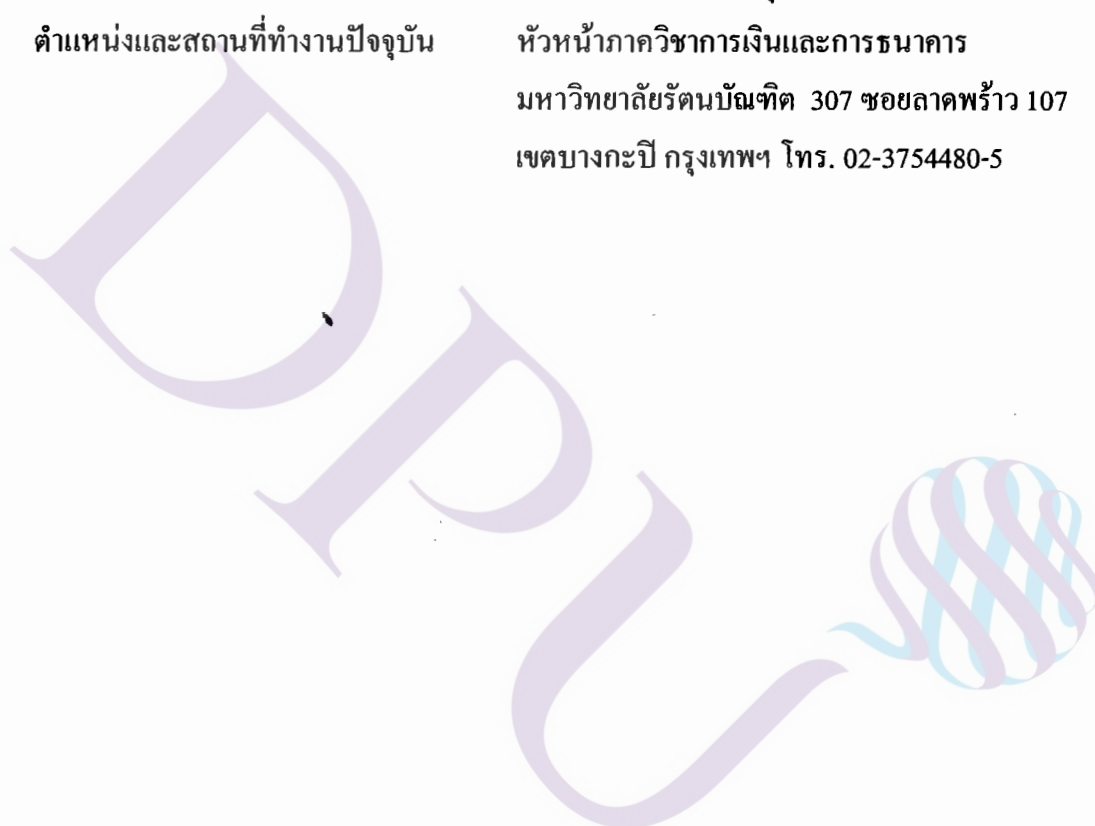 ตำแหน่งและสถานที่ทำงานปัจจุบัน หัวหน้าภาควิชาการเงินและการธนาคาร
มหาวิทยาลัยรัตนบัณฑิต 307 ซอยลาดพร้าว 107
เขตบางกะปิ กรุงเทพฯ โทร. 02-3754480-5
DPU